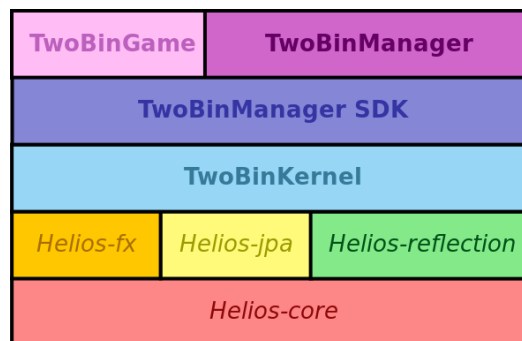 TwoBinGame TwoBinManager
TwoBinManager SDK
TwoBinKernel
Helios-fx Helios-jpa Helios-reflection
Helios-core